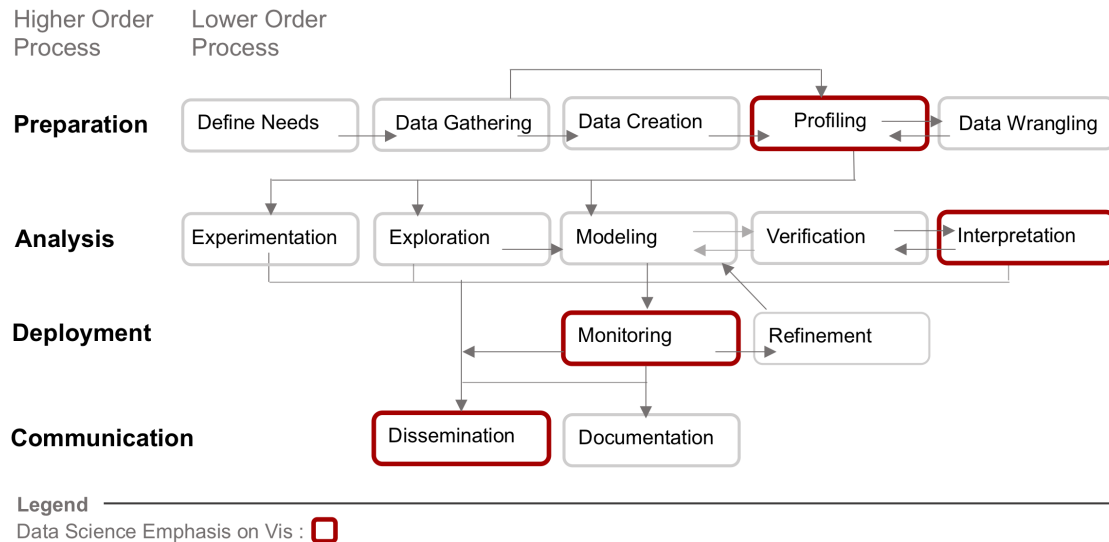 Higher Order Process
Lower Order Process
Preparation
Define Needs
Data Gathering
Data Creation
Profiling
Data Wrangling
Analysis
Experimentation
Exploration
Modeling
Verification
Interpretation
Deployment
Monitoring
Refinement
Communication
Dissemination
Documentation
Legend
Data Science Emphasis on Vis :